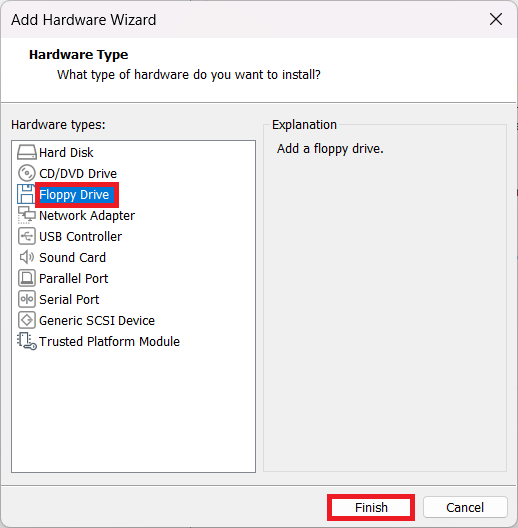 Add Hardware Wizard
Hardware Type
What type of hardware do you want to install?
Hardware types:
Hard Disk
CD/DVD Drive
Floppy Drive
Network Adapter
USB Controller
Sound Card
Parallel Port
Serial Port
Generic SCSI Device
Trusted Platform Module
Explanation
Add a floppy drive.
Finish
Cancel